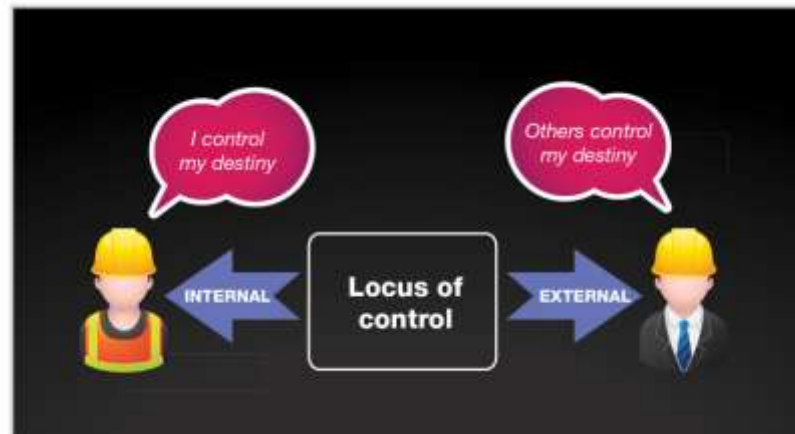 I control
my destiny
Others control
my destiny
INTERNAL
Locus of
control
EXTERNAL